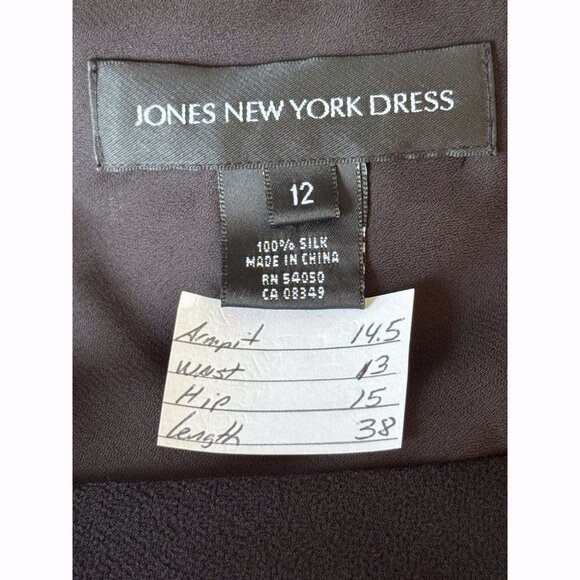 JONES NEW YORK DRESS
12
100% SILK
MADE IN CHINA
RN 54050
CA 08349
Armpit 14.5
Waist 13
Hip 15
Length 38